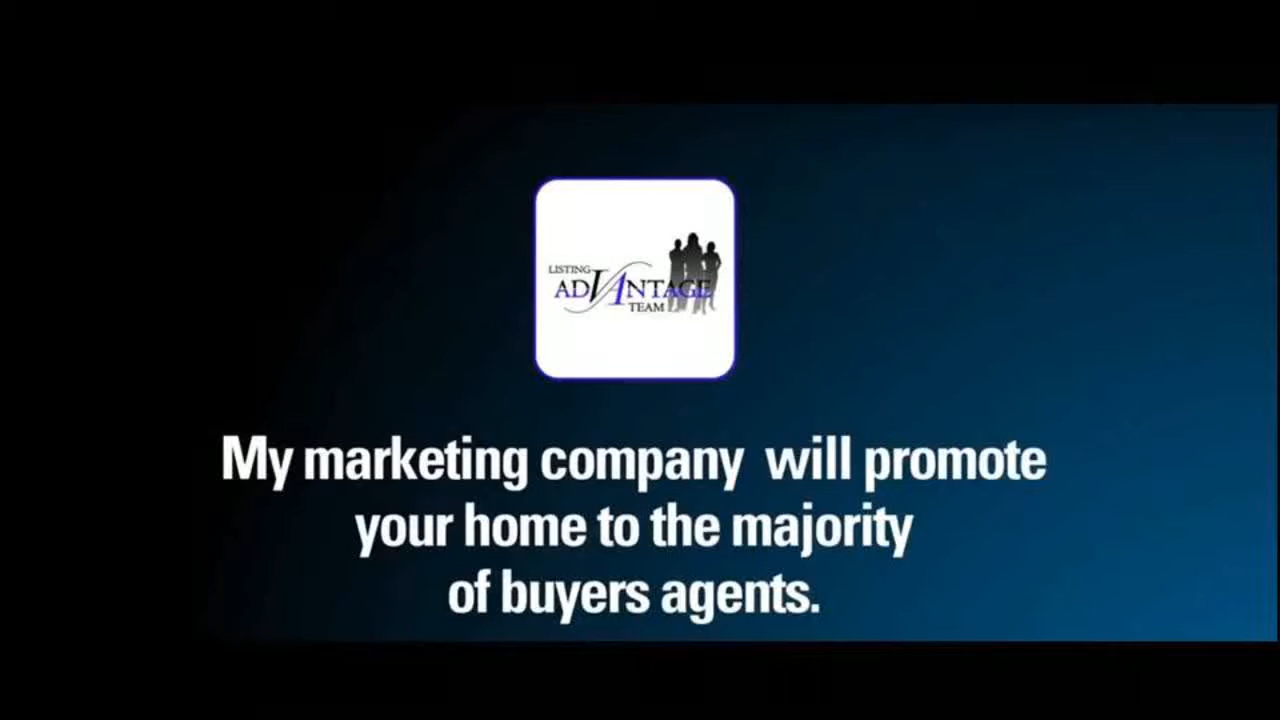 LISTING
ADVANTAGE
TEAM
My marketing company  will promote
your home to the majority
of buyers agents.